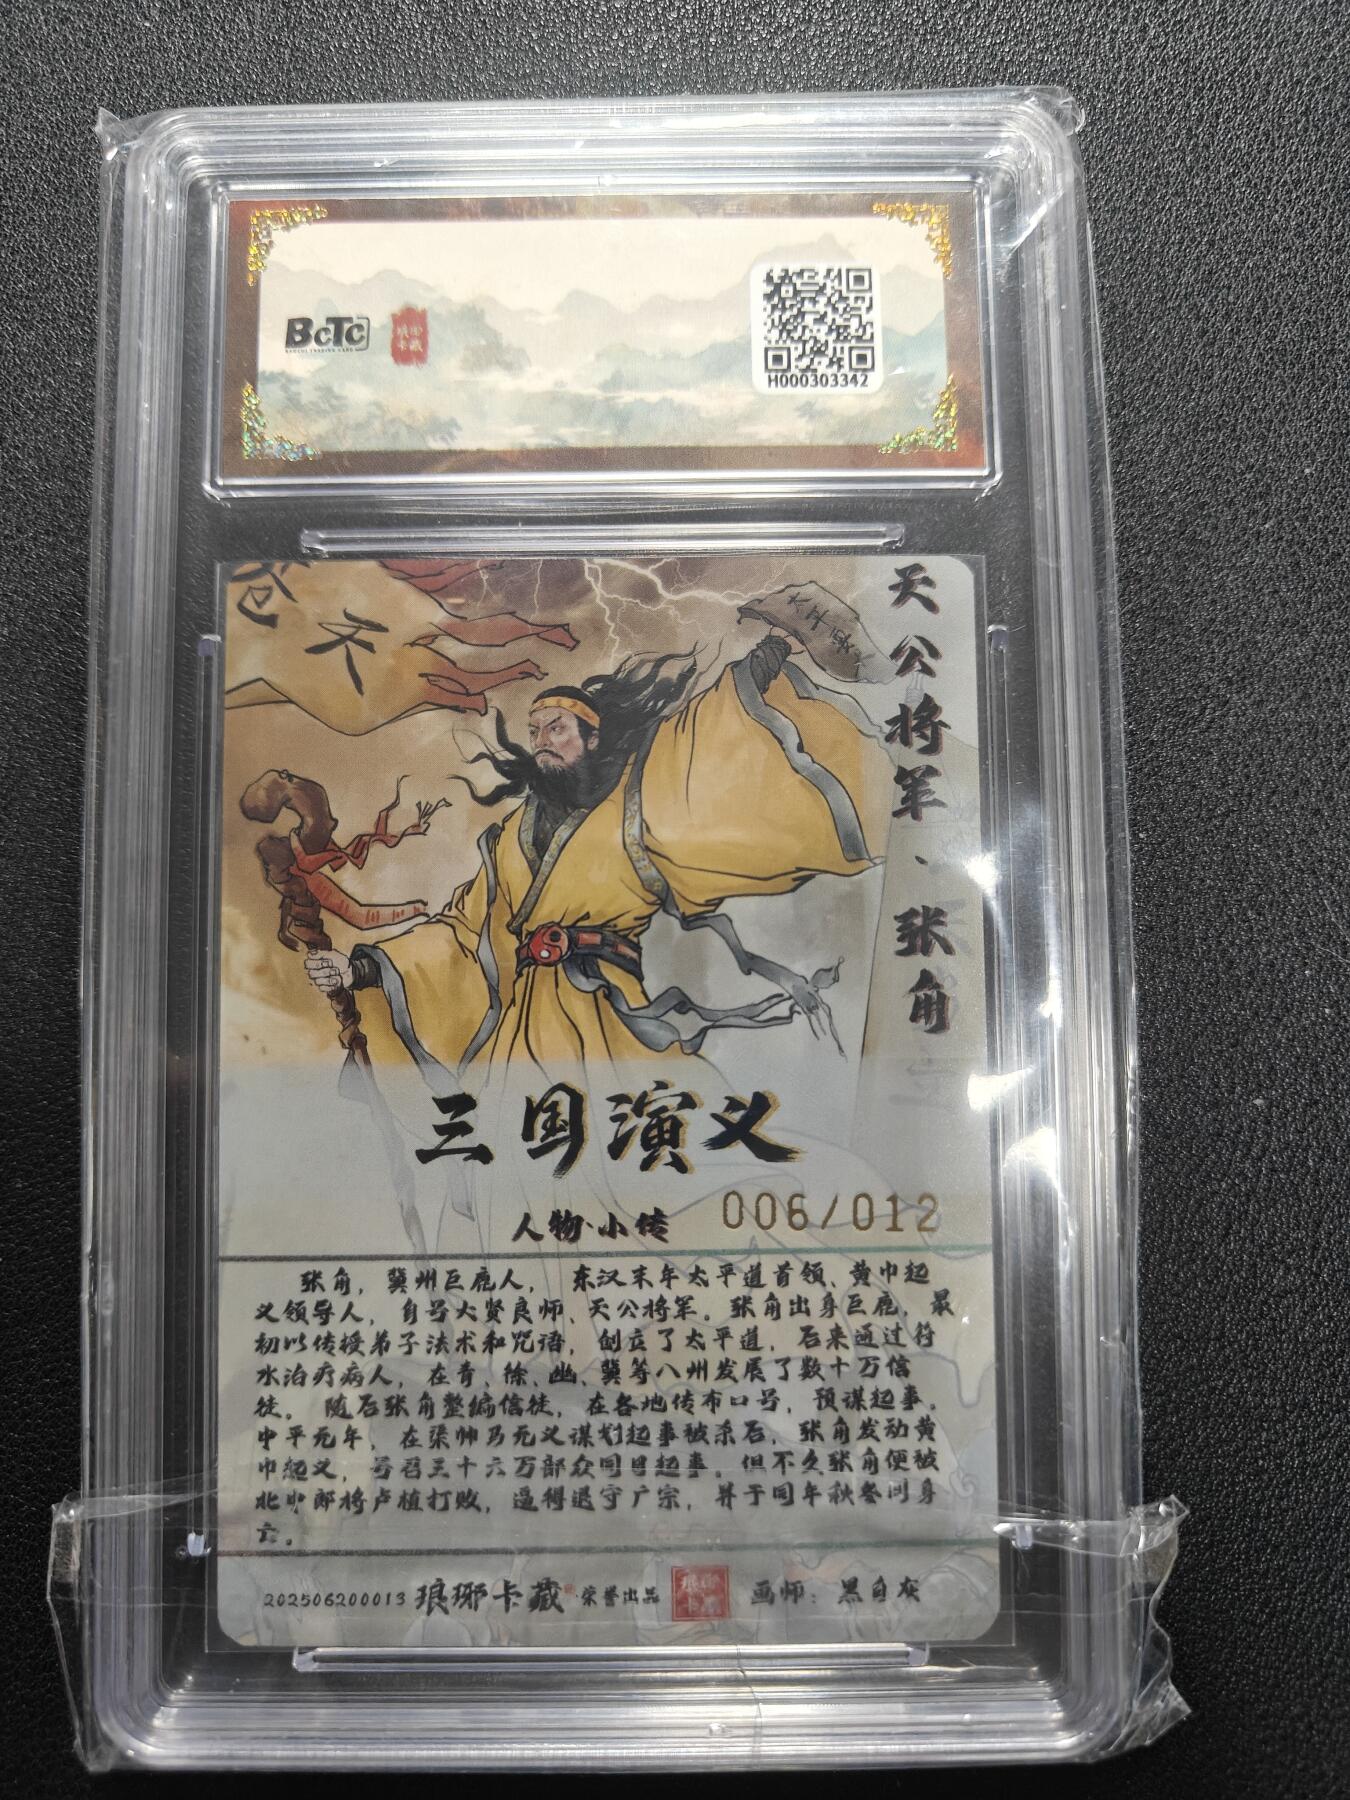 BCTC
琅琊
卡藏
H000303342
苍天
太平要
天公将军·张角
三国演义
人物·小传
006/012
张角，冀州巨鹿人，东汉末年太平道首领、黄巾起
义领导人，自号大贤良师、天公将军。张角出身巨鹿，最
初以传授弟子法术和咒语，创立了太平道，后来通过符
水治疗病人，在青、徐、幽、冀等八州发展了数十万信
徒。随后张角整编信徒，在各地传布口号，预谋起事。
中平元年，在渠帅马元义谋划起事被杀后，张角发动黄
巾起义，号召三十六万部众同日起事。但不久张角便被
北中郎将卢植打败，逼得退守广宗，并于同年秋冬间身
亡。
202506200013 琅琊卡藏 荣誉出品 画师：黑白灰